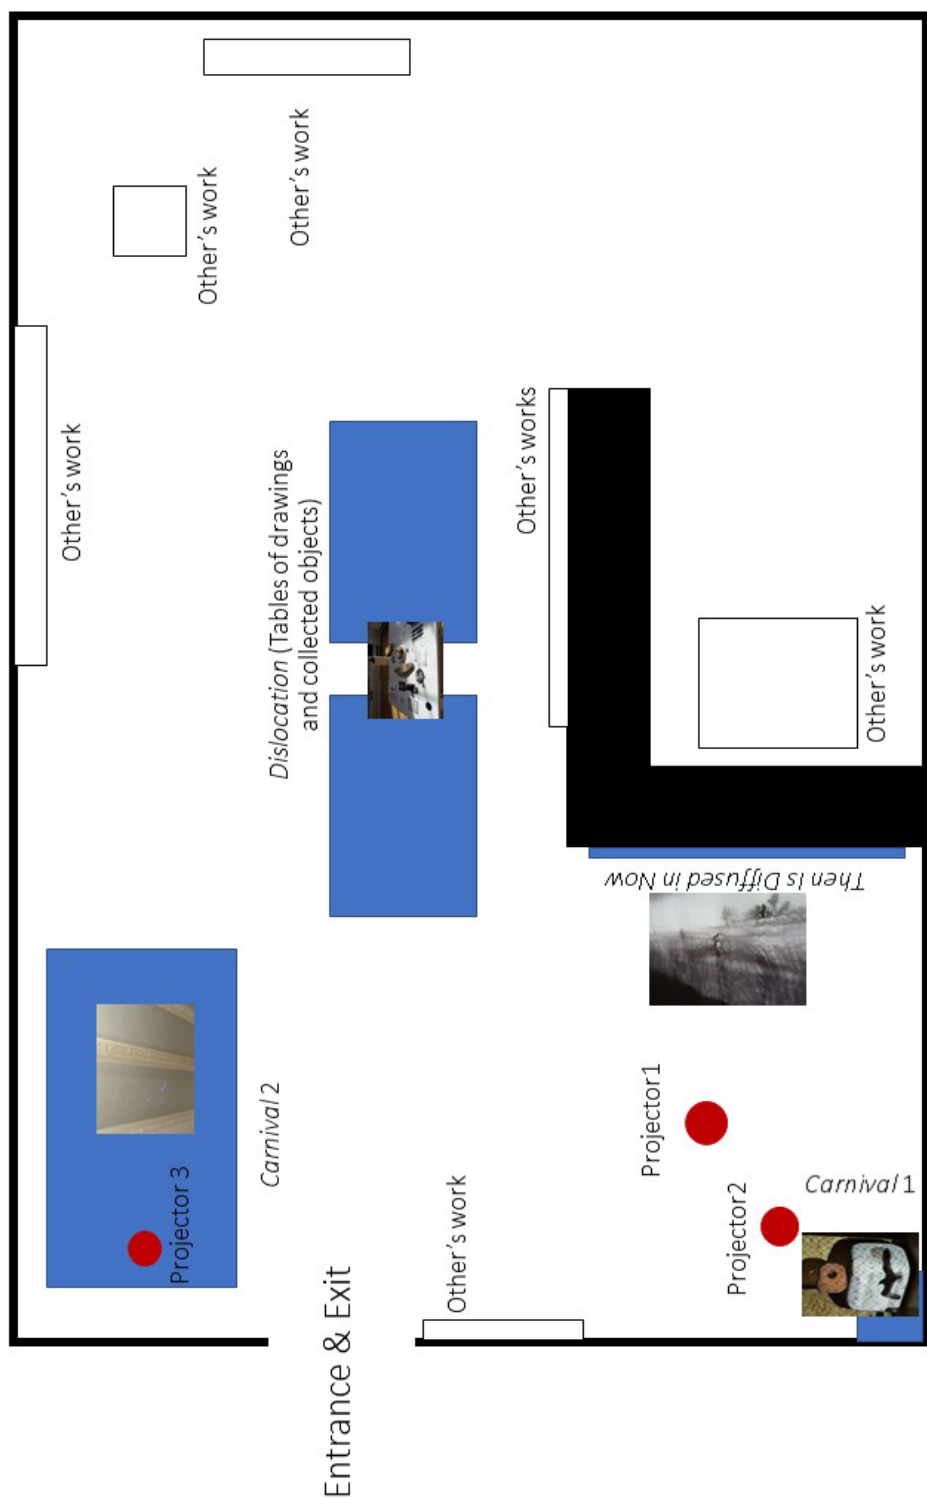 Other's work
Other's work
Other's work
Dislocation (Tables of drawings
and collected objects)
Other's works
Other's work
Then Is Diffused in Now
Carnival 2
Projector 3
Entrance & Exit
Other's work
Projector1
Projector2
Carnival 1